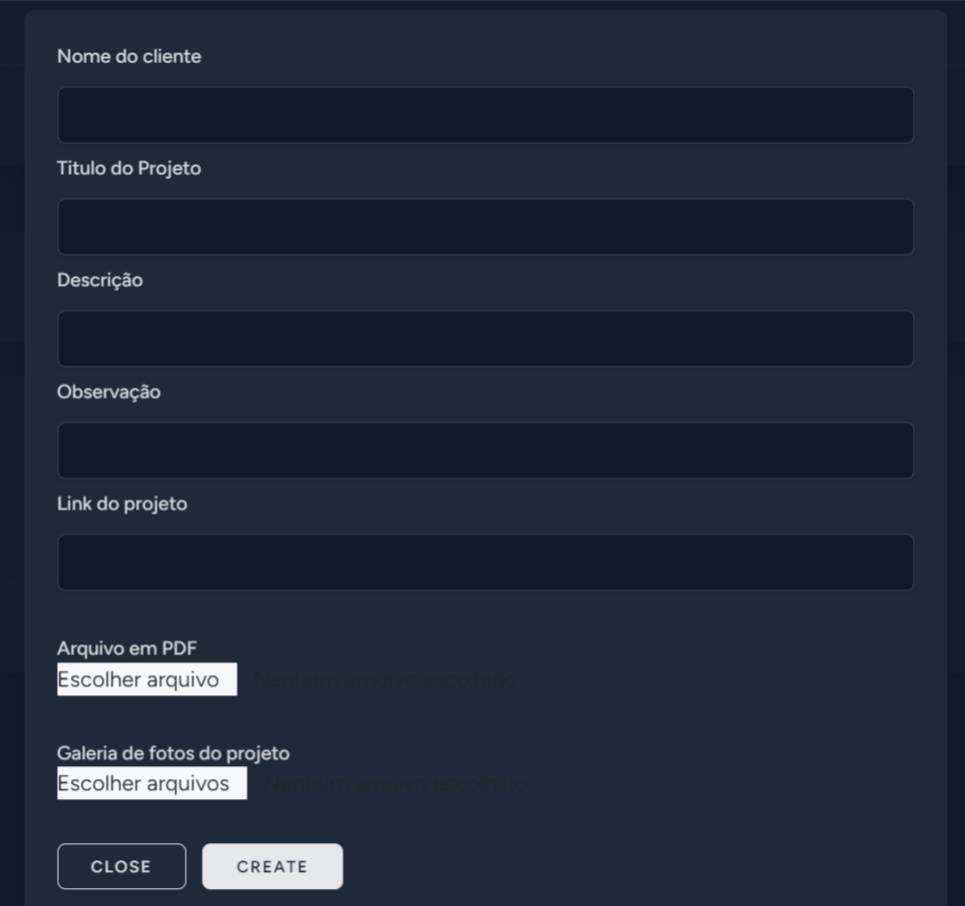 Nome do cliente
Titulo do Projeto
Descrição
Observação
Link do projeto
Arquivo em PDF
Escolher arquivo Nenhum arquivo escolhido
Galeria de fotos do projeto
Escolher arquivos Nenhum arquivo escolhido
CLOSE CREATE